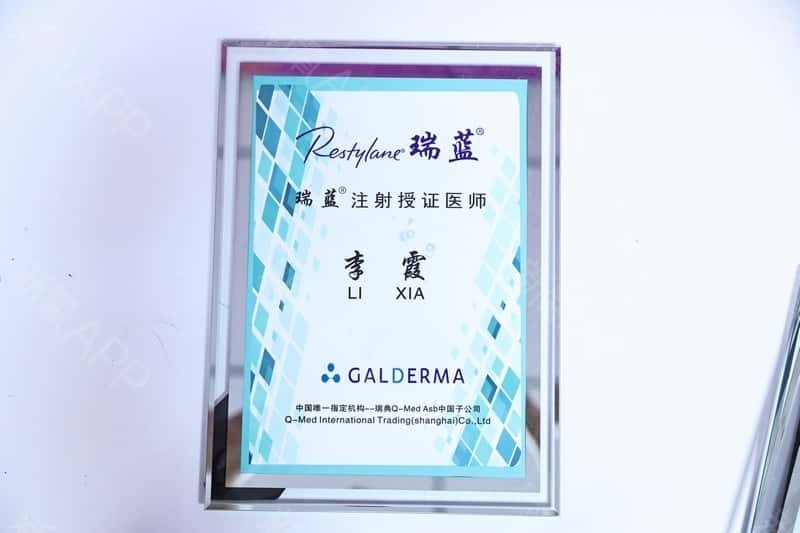 Restylane® 瑞蓝®
瑞蓝®注射授证医师
李 霞
LI XIA
GALDERMA
中国唯一指定机构--瑞典Q-Med Asb中国子公司
Q-Med International Trading(shanghai)Co.,Ltd